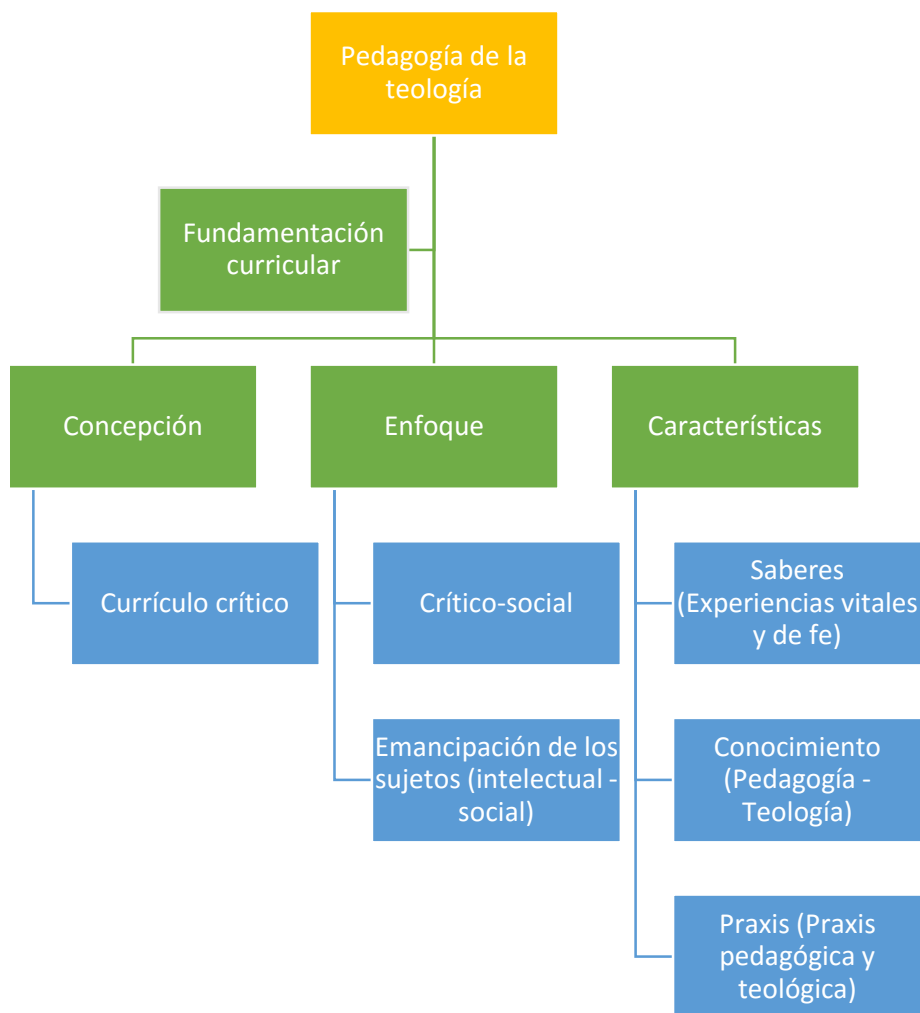 Pedagogía de la
teología
Fundamentación
curricular
Concepción
Enfoque
Características
Currículo crítico
Crítico-social
Saberes
(Experiencias vitales
y de fe)
Emancipación de los
sujetos (intelectual -
social)
Conocimiento
(Pedagogía -
Teología)
Praxis (Praxis
pedagógica y
teológica)